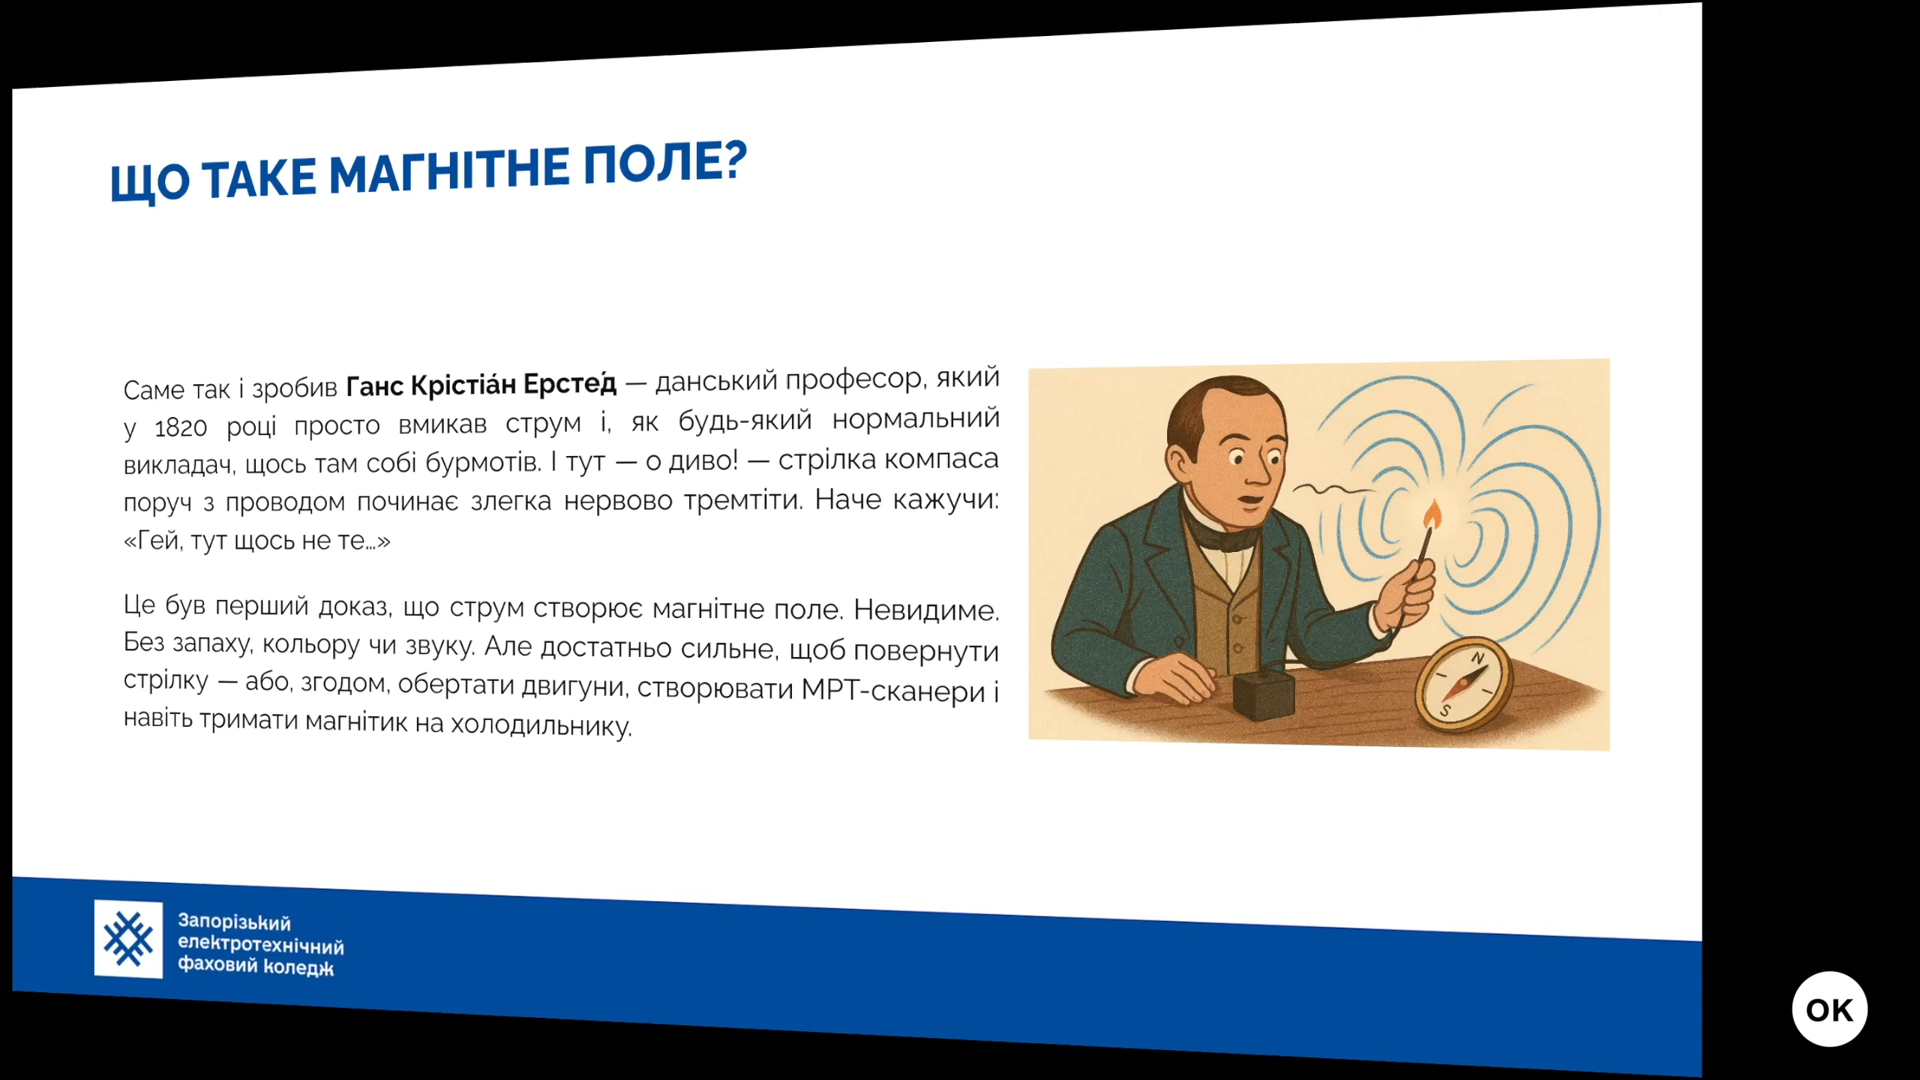 ЩО ТАКЕ МАГНІТНЕ ПОЛЕ?
Саме так і зробив Ганс Крістіа́н Ерсте́д — данський професор, який
у 1820 році просто вмикав струм і, як будь-який нормальний
викладач, щось там собі бурмотів. І тут — о диво! — стрілка компаса
поруч з проводом починає злегка нервово тремтіти. Наче кажучи:
«Гей, тут щось не те…»
Це був перший доказ, що струм створює магнітне поле. Невидиме.
Без запаху, кольору чи звуку. Але достатньо сильне, щоб повернути
стрілку — або, згодом, обертати двигуни, створювати МРТ-сканери і
навіть тримати магнітик на холодильнику.
N
S
Запорізький
електротехнічний
фаховий коледж
OK